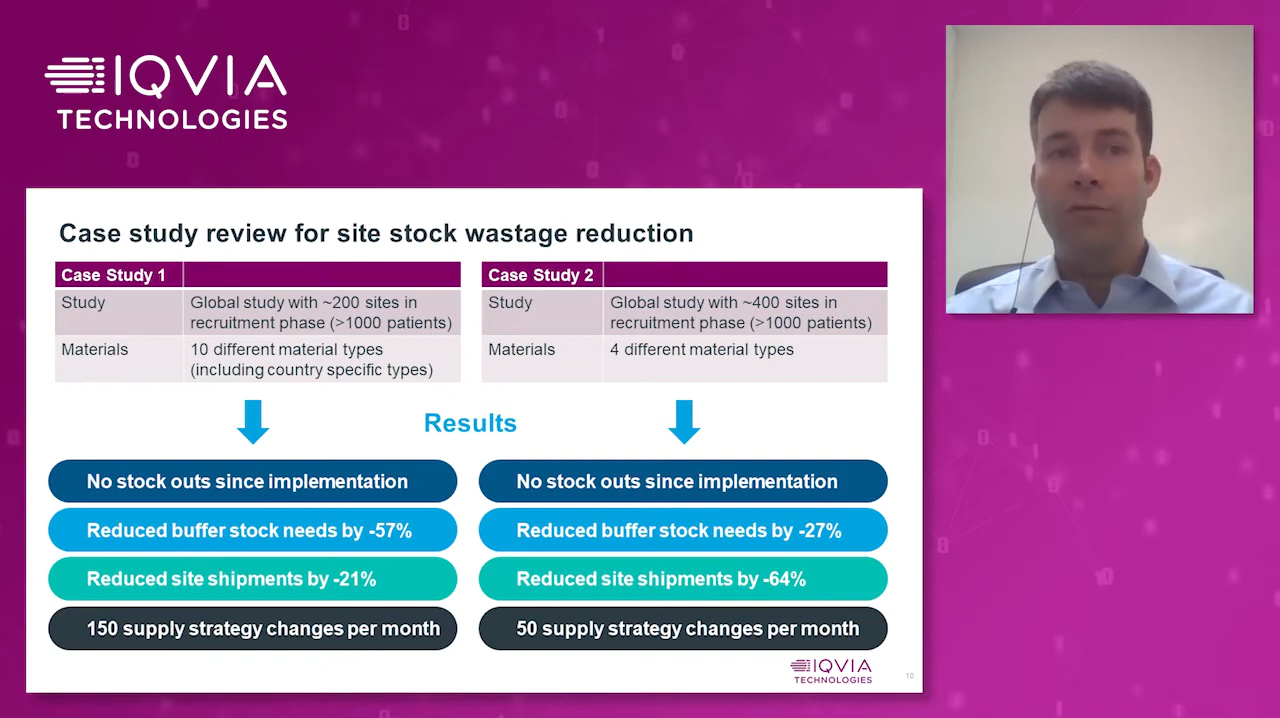 IQVIA
TECHNOLOGIES
Case study review for site stock wastage reduction
Case Study 1
Study
Global study with ~200 sites in
recruitment phase (>1000 patients)
Materials
10 different material types
(including country specific types)
Case Study 2
Study
Global study with ~400 sites in
recruitment phase (>1000 patients)
Materials
4 different material types
Results
No stock outs since implementation
Reduced buffer stock needs by -57%
Reduced site shipments by -21%
150 supply strategy changes per month
No stock outs since implementation
Reduced buffer stock needs by -27%
Reduced site shipments by -64%
50 supply strategy changes per month
IQVIA
TECHNOLOGIES
10